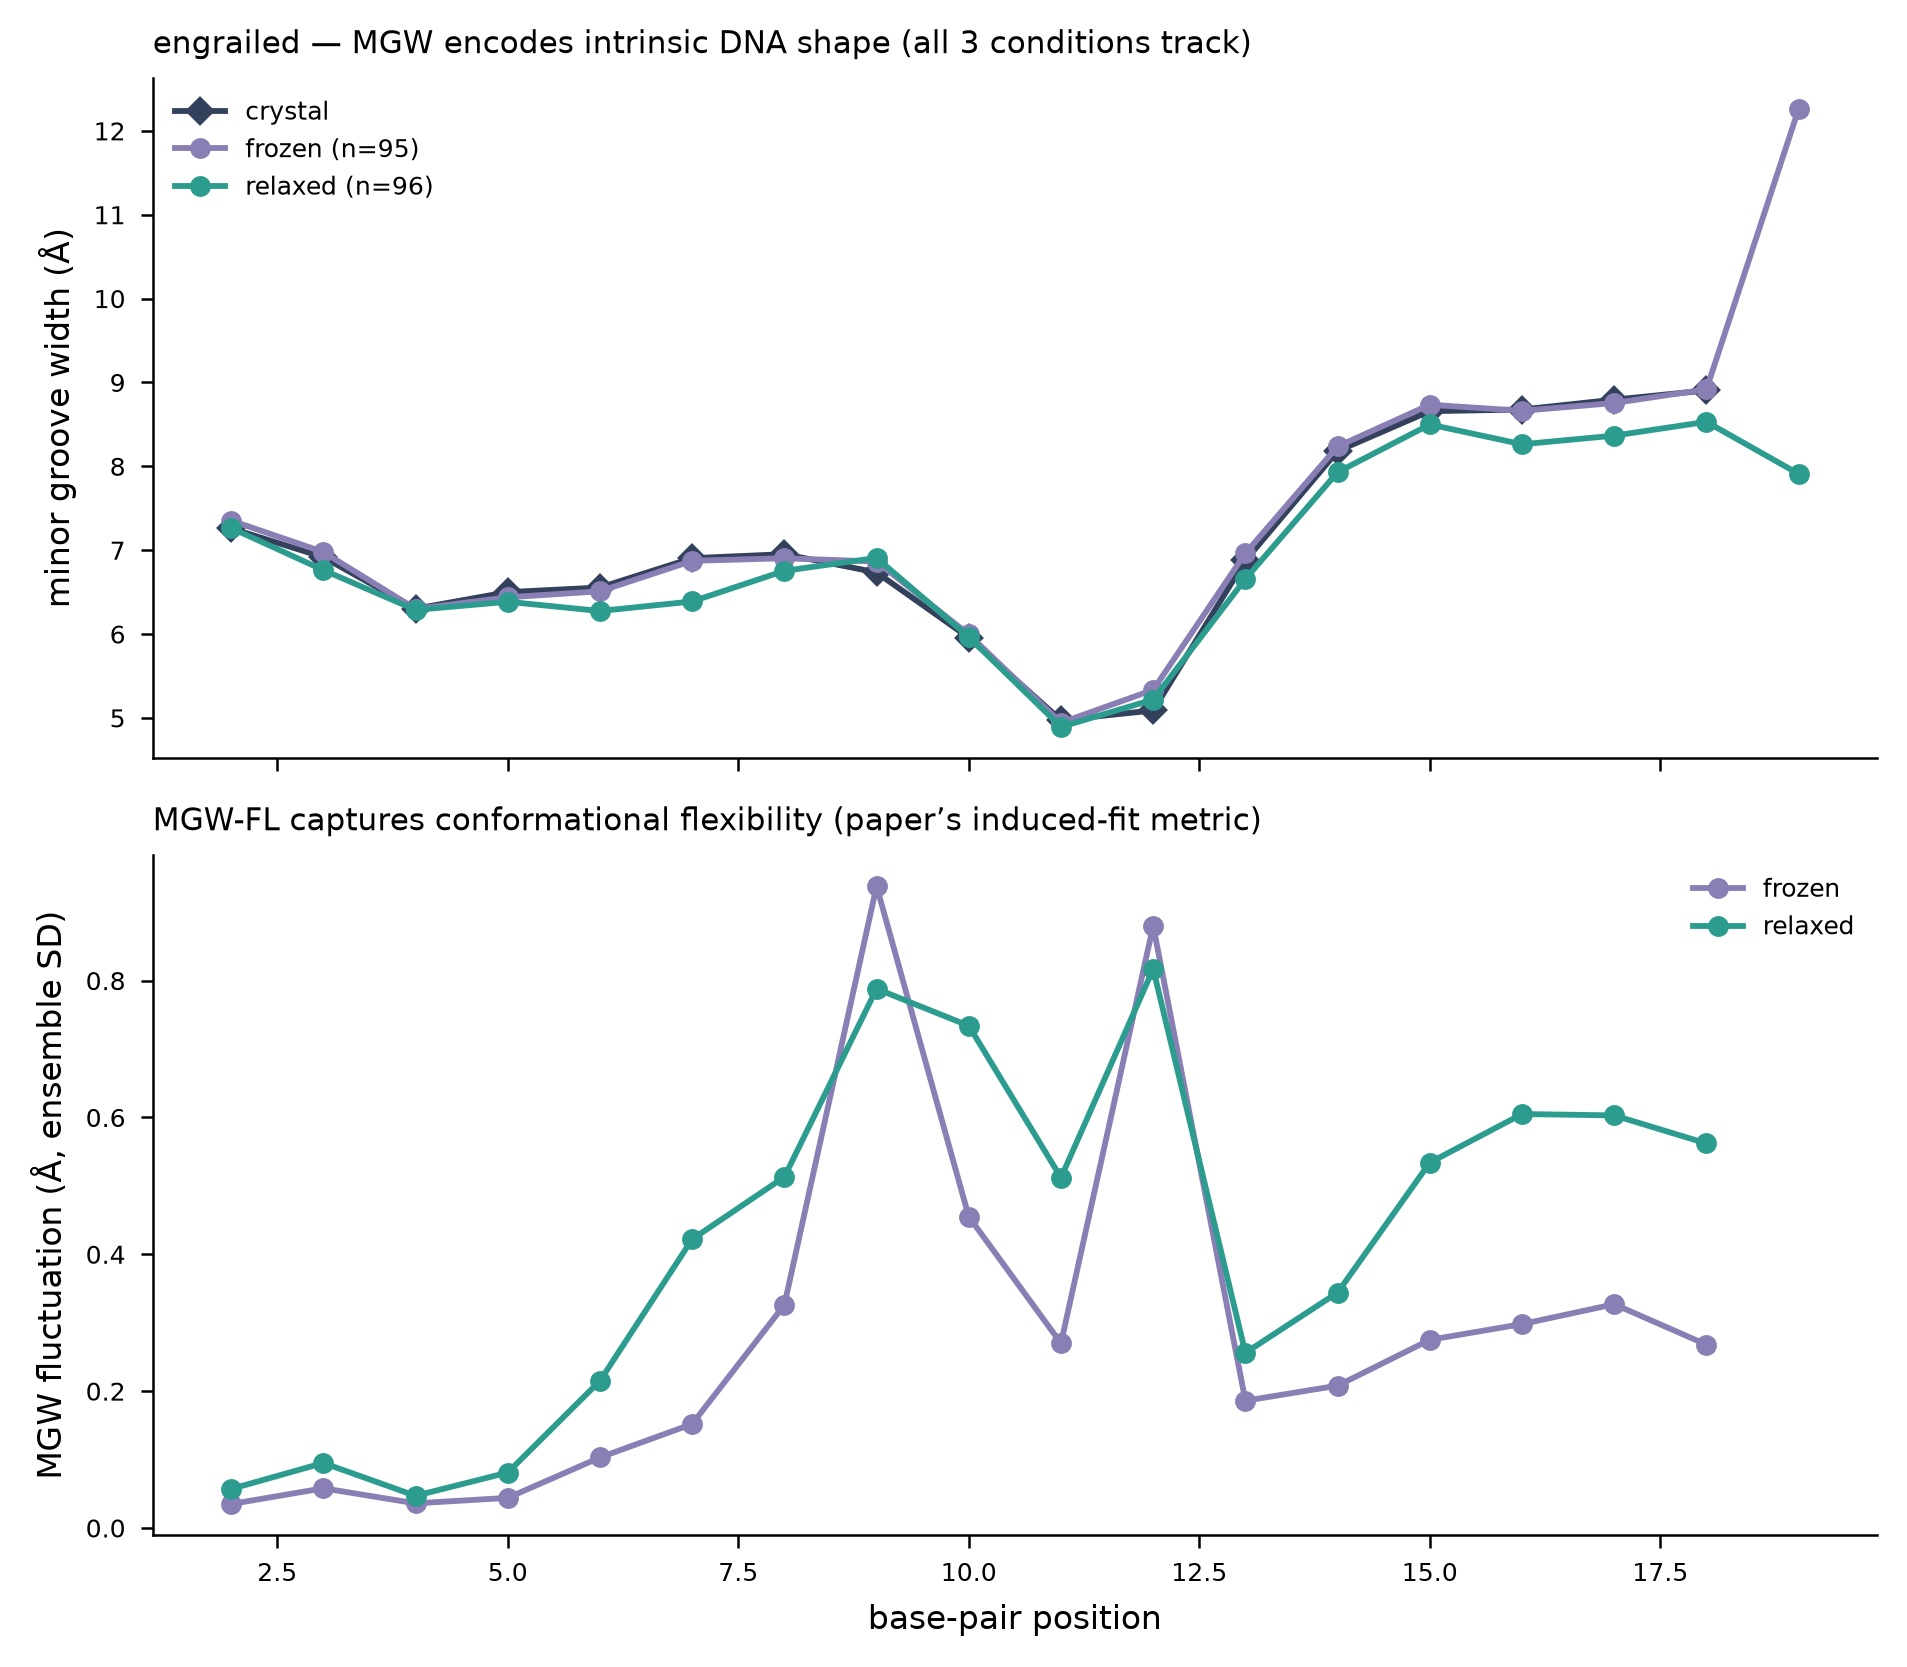 engrailed — MGW encodes intrinsic DNA shape (all 3 conditions track)
crystal
frozen (n=95)
relaxed (n=96)
minor groove width (Å)
12
11
10
9
8
7
6
5
MGW-FL captures conformational flexibility (paper’s induced-fit metric)
frozen
relaxed
MGW fluctuation (Å, ensemble SD)
0.8
0.6
0.4
0.2
0.0
2.5 5.0 7.5 10.0 12.5 15.0 17.5
base-pair position